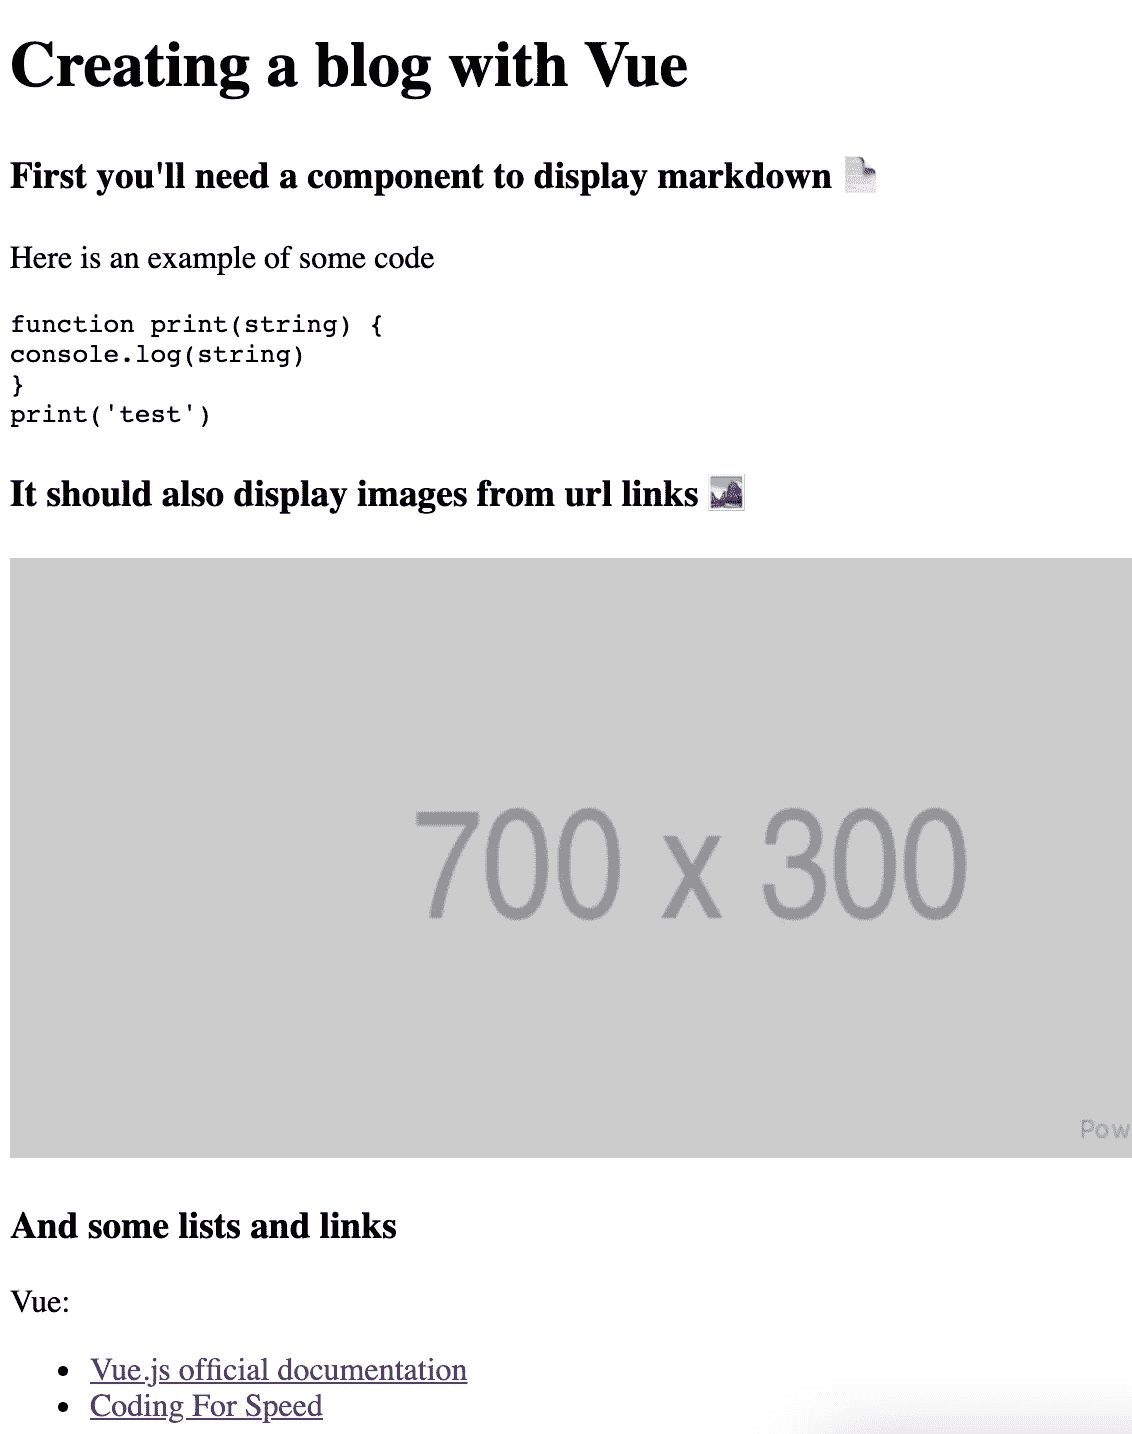 Creating a blog with Vue
First you'll need a component to display markdown
Here is an example of some code
function print(string) {
console.log(string)
}
print('test')
It should also display images from url links
700 x 300
Pow
And some lists and links
Vue:
• Vue.js official documentation
• Coding For Speed